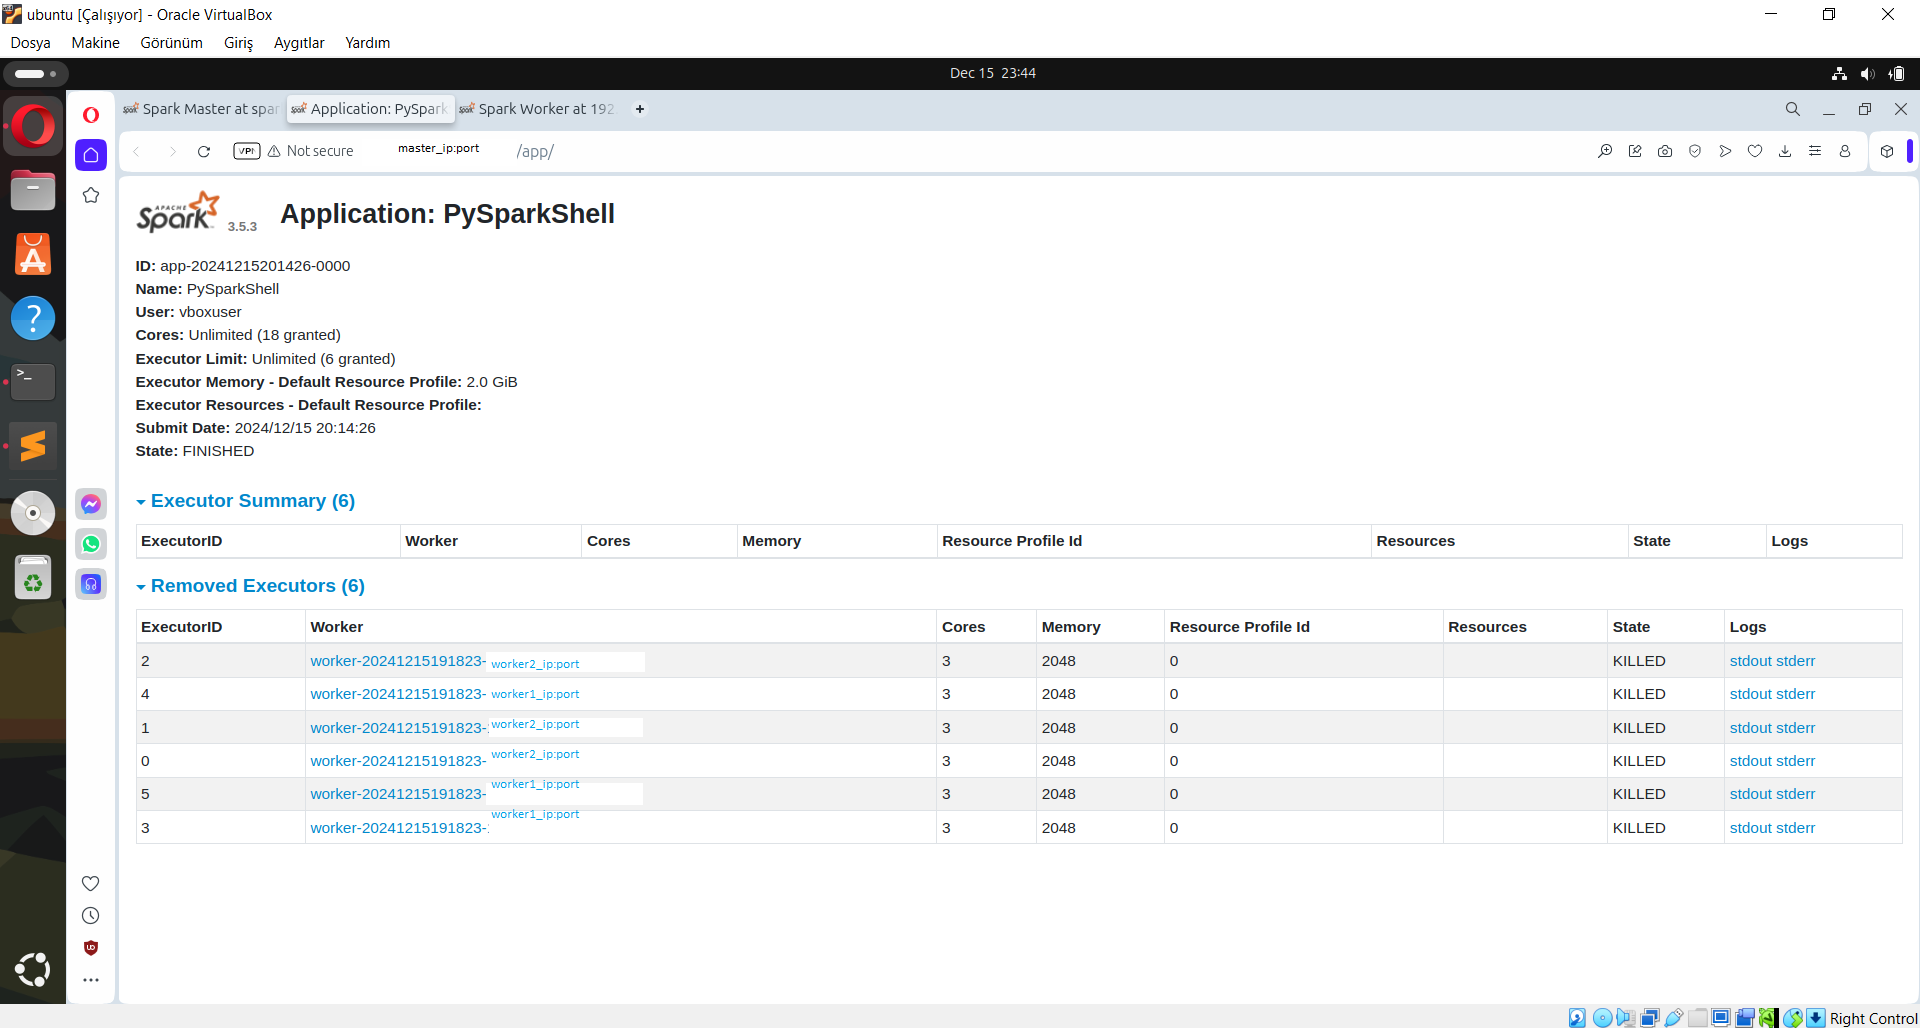 ubuntu [Çalışıyor] - Oracle VirtualBox
Dosya Makine Görünüm Giriş Aygıtlar Yardım
Dec 15 23:44
Spark Master at spar Application: PySpark Spark Worker at 192.
VPN Not secure master_ip:port /app/
APACHE Spark 3.5.3 Application: PySparkShell
ID: app-20241215201426-0000
Name: PySparkShell
User: vboxuser
Cores: Unlimited (18 granted)
Executor Limit: Unlimited (6 granted)
Executor Memory - Default Resource Profile: 2.0 GiB
Executor Resources - Default Resource Profile:
Submit Date: 2024/12/15 20:14:26
State: FINISHED
Executor Summary (6)
ExecutorID Worker Cores Memory Resource Profile Id Resources State Logs
Removed Executors (6)
ExecutorID Worker Cores Memory Resource Profile Id Resources State Logs
2 worker-20241215191823- worker2_ip:port 3 2048 0 KILLED stdout stderr
4 worker-20241215191823- worker1_ip:port 3 2048 0 KILLED stdout stderr
1 worker-20241215191823- worker2_ip:port 3 2048 0 KILLED stdout stderr
0 worker-20241215191823- worker2_ip:port 3 2048 0 KILLED stdout stderr
5 worker-20241215191823- worker1_ip:port 3 2048 0 KILLED stdout stderr
3 worker-20241215191823- worker1_ip:port 3 2048 0 KILLED stdout stderr
Right Control